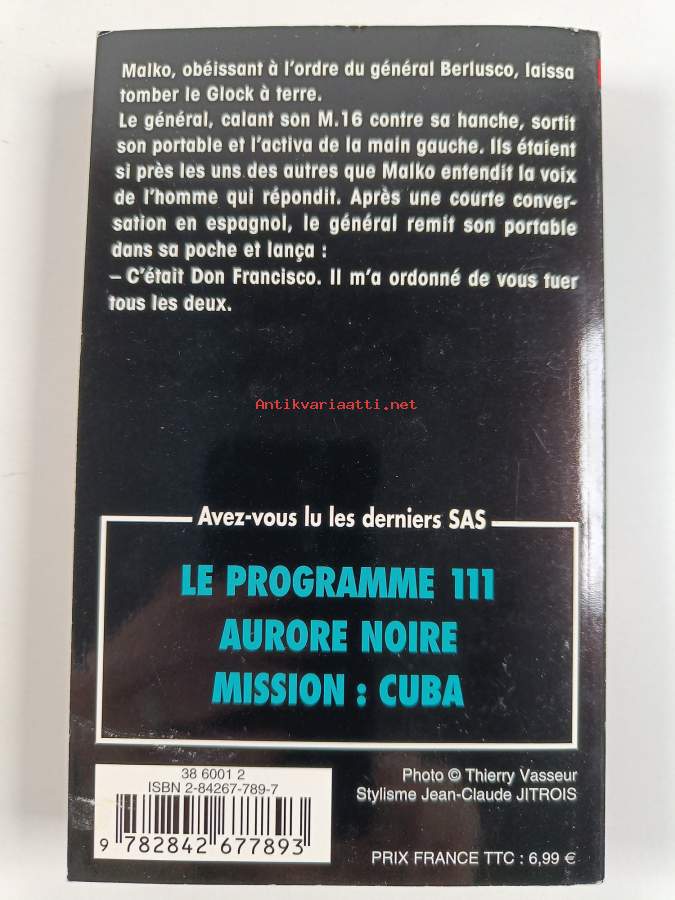 Malko, obéissant à l'ordre du général Berlusco, laissa
tomber le Glock à terre.
Le général, calant son M.16 contre sa hanche, sortit
son portable et l'activa de la main gauche. Ils étaient
si près les uns des autres que Malko entendit la voix
de l'homme qui répondit. Après une courte conver-
sation en espagnol, le général remit son portable
dans sa poche et lança :
– C'était Don Francisco. Il m'a ordonné de vous tuer
tous les deux.
Antikvariaatti.net
Avez-vous lu les derniers SAS
LE PROGRAMME 111
AURORE NOIRE
MISSION : CUBA
38 6001 2
ISBN 2-84267-789-7
9 782842 677893
Photo © Thierry Vasseur
Stylisme Jean-Claude JITROIS
PRIX FRANCE TTC : 6,99 €